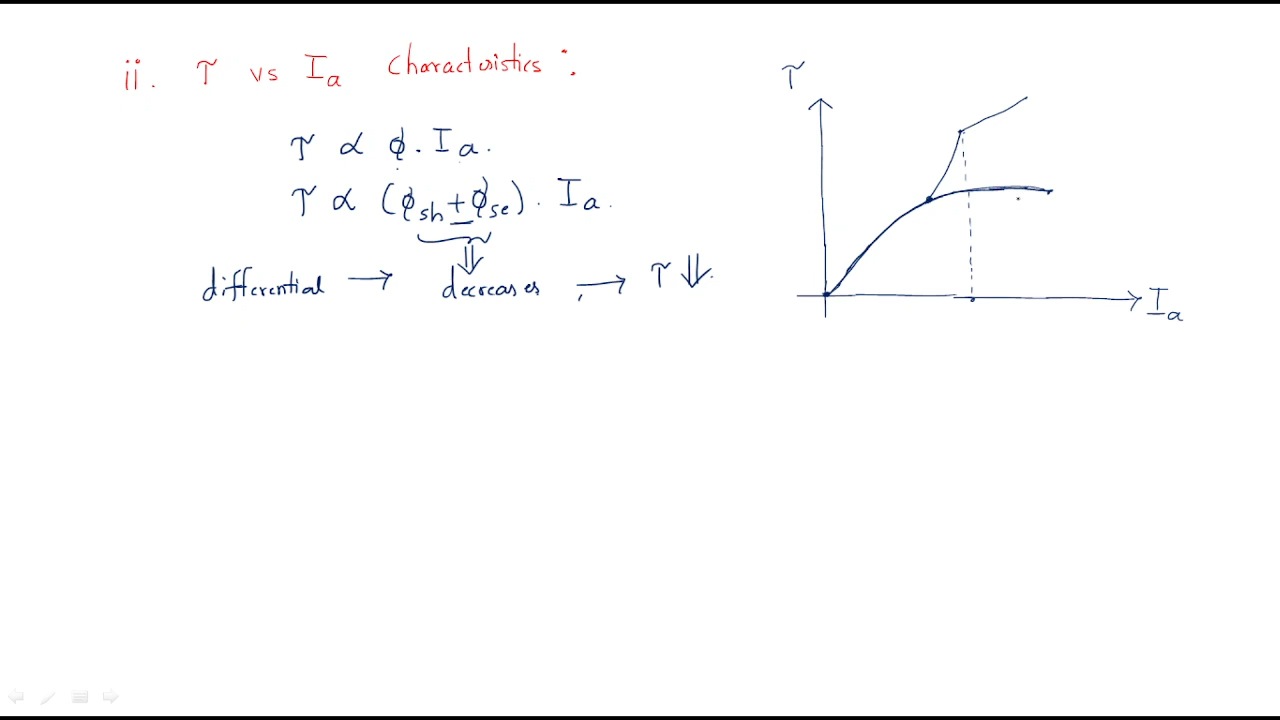 ii. τ vs Ia Characteristics :.
τ ∝ ϕ . Ia.
τ ∝ (ϕsh ± ϕse) . Ia.
differential → decreases → τ ⇓.
τ
Ia